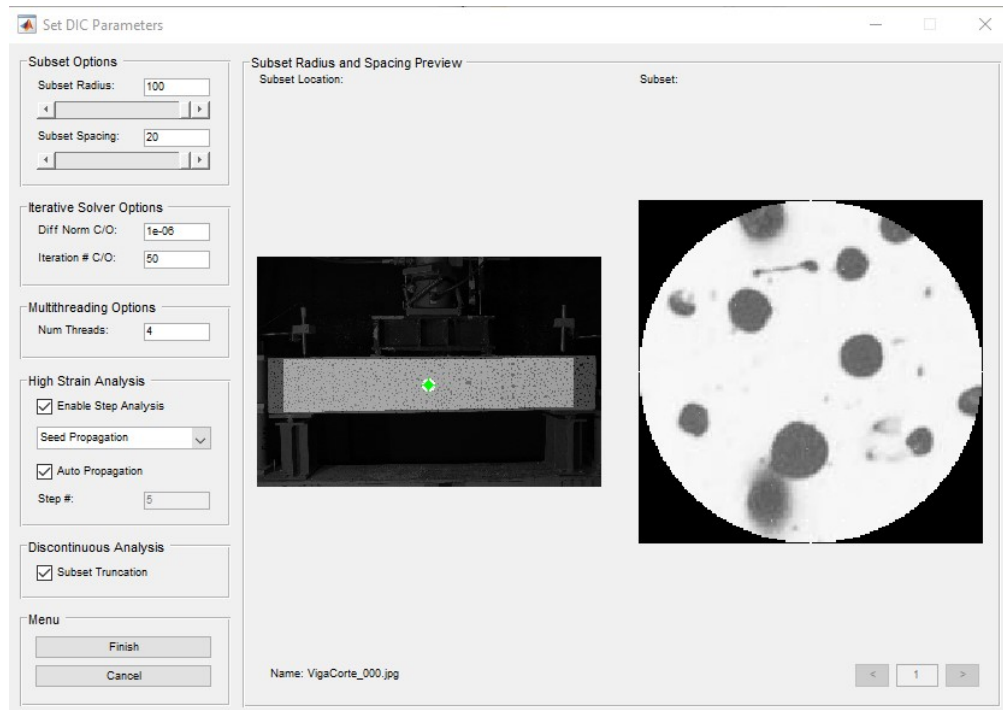 Set DIC Parameters
Subset Options
Subset Radius: 100
Subset Spacing: 20
Iterative Solver Options
Diff Norm C/O: 1e-06
Iteration # C/O: 50
Multithreading Options
Num Threads: 4
High Strain Analysis
Enable Step Analysis
Seed Propagation
Auto Propagation
Step #: 5
Discontinuous Analysis
Subset Truncation
Menu
Finish
Cancel
Subset Radius and Spacing Preview
Subset Location: Subset:
Name: VigaCorte_000.jpg
< 1 >